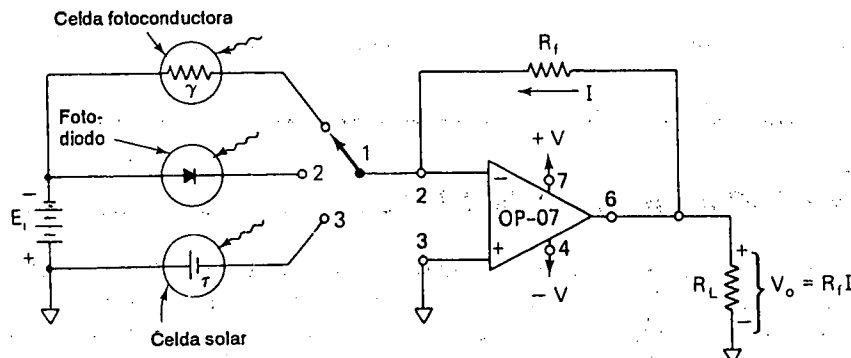 Celda fotoconductora
γ
Foto-
diodo
2
1
3
E₁
−
+
τ
Celda solar
R_f
I
2
−
+ V
7
OP-07
6
3
+
4
− V
R_L
+
−
V_o = R_f I